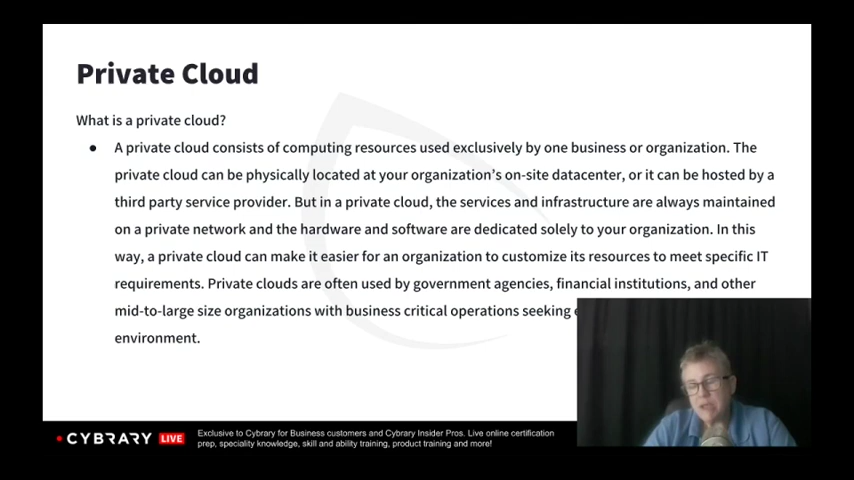 Private Cloud
What is a private cloud?
● A private cloud consists of computing resources used exclusively by one business or organization. The
private cloud can be physically located at your organization's on-site datacenter, or it can be hosted by a
third party service provider. But in a private cloud, the services and infrastructure are always maintained
on a private network and the hardware and software are dedicated solely to your organization. In this
way, a private cloud can make it easier for an organization to customize its resources to meet specific IT
requirements. Private clouds are often used by government agencies, financial institutions, and other
mid-to-large size organizations with business critical operations seeking
environment.
CYBRARY LIVE
Exclusive to Cybrary for Business customers and Cybrary Insider Pros. Live online certification
prep, speciality knowledge, skill and ability training, product training and more!